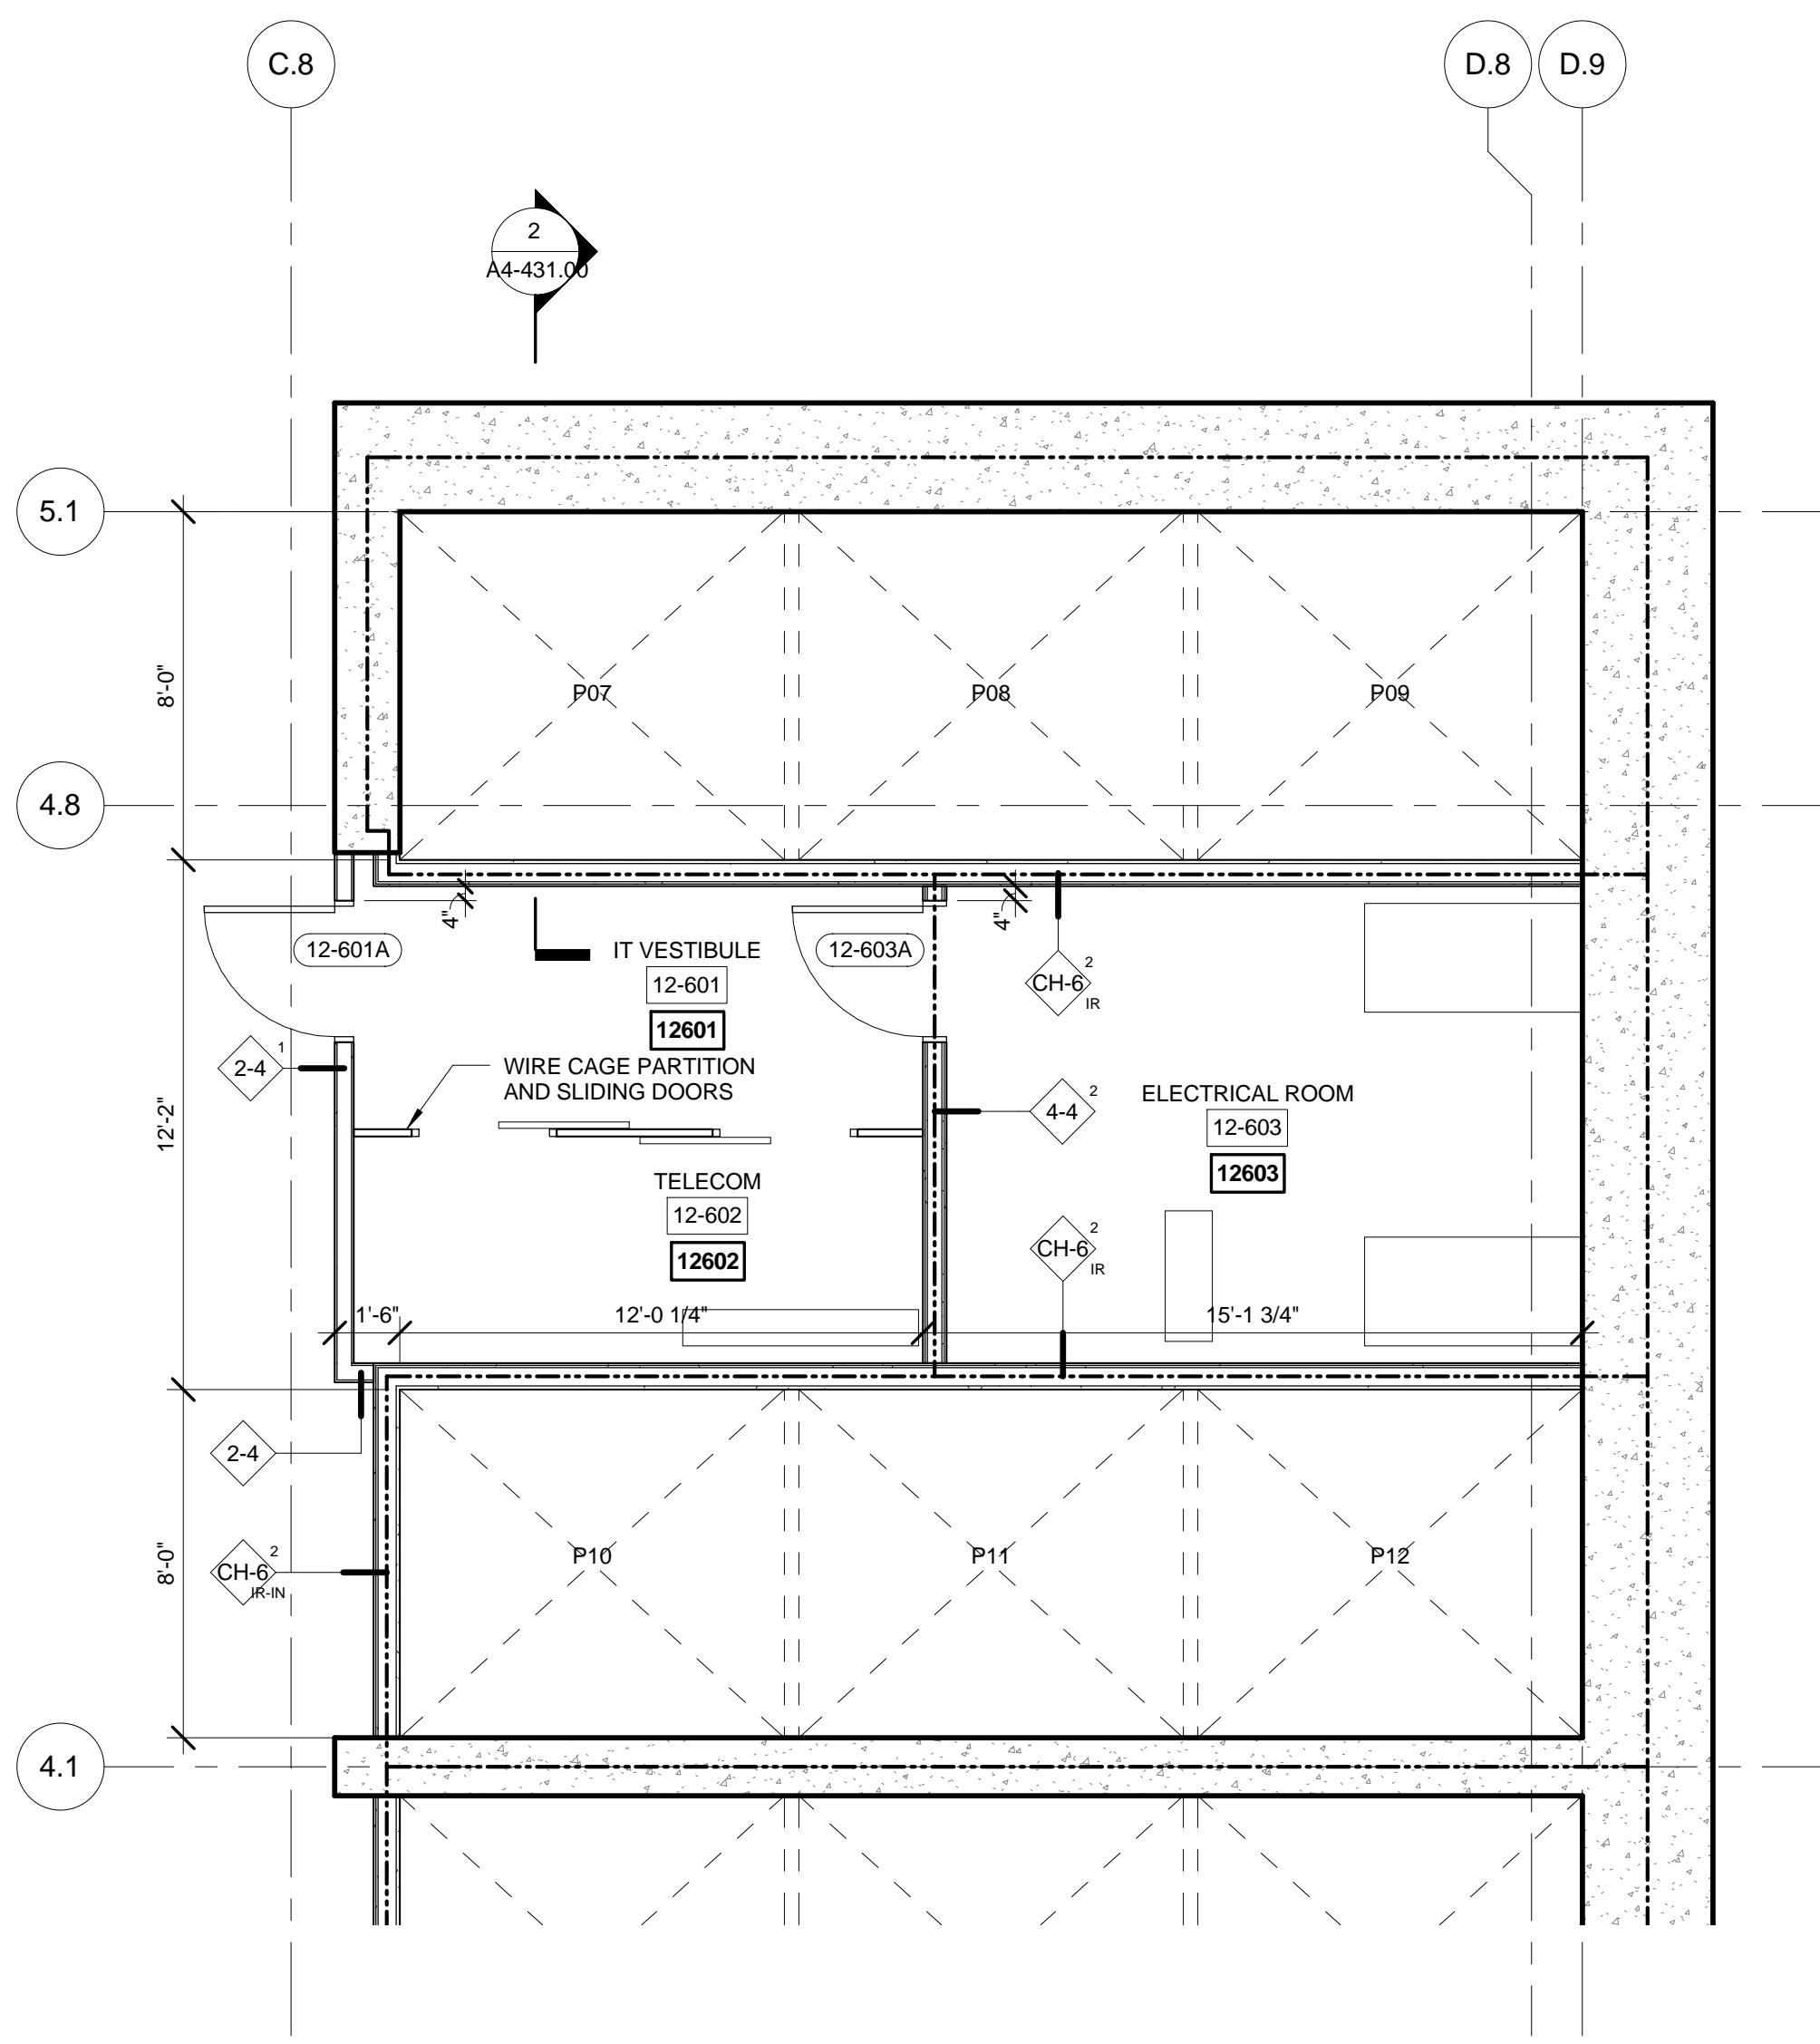 C.8
D.8
D.9
2
A4-431.00
5.1
8'-0"
P07
P08
P09
4.8
4"
4"
12-601A
IT VESTIBULE
12-603A
12-601
CH-6
2
IR
12601
2-4
1
WIRE CAGE PARTITION
AND SLIDING DOORS
4-4
2
ELECTRICAL ROOM
12-603
12'-2"
12603
TELECOM
12-602
12602
CH-6
2
IR
1'-6"
12'-0 1/4"
15'-1 3/4"
2-4
8'-0"
P10
P11
P12
CH-6
2
IR-IN
4.1